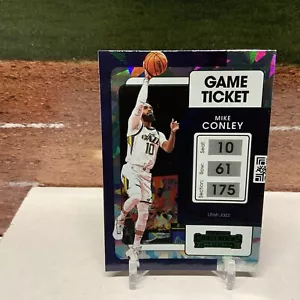 GAME
TICKET
MIKE
CONLEY
Seat: 10
Row: 61
Section: 175
UTAH JAZZ
10